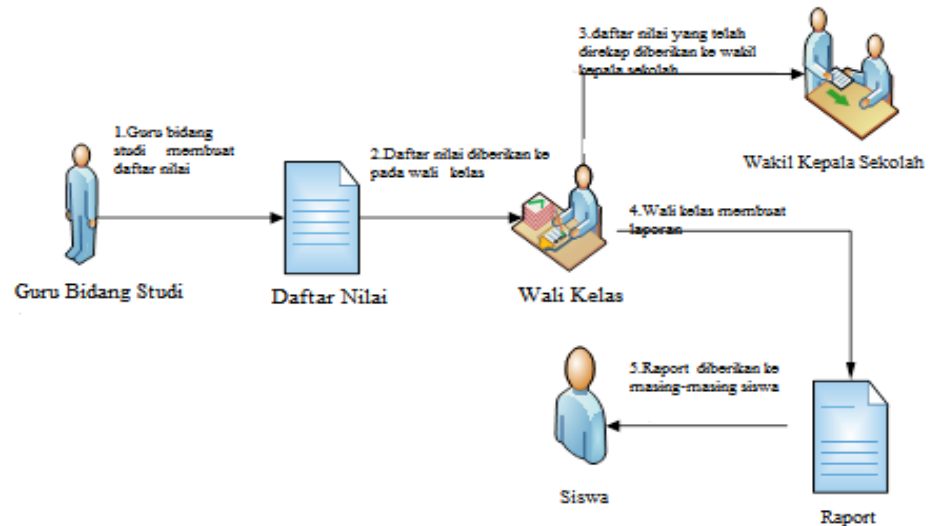 1.Guru bidang
studi membuat
daftar nilai
Guru Bidang Studi
Daftar Nilai
2.Daftar nilai diberikan ke
pada wali kelas
Wali Kelas
3.daftar nilai yang telah
direkap diberikan ke wakil
kepala sekolah
Wakil Kepala Sekolah
4.Wali kelas membuat
laporan
Raport
5.Raport diberikan ke
masing-masing siswa
Siswa